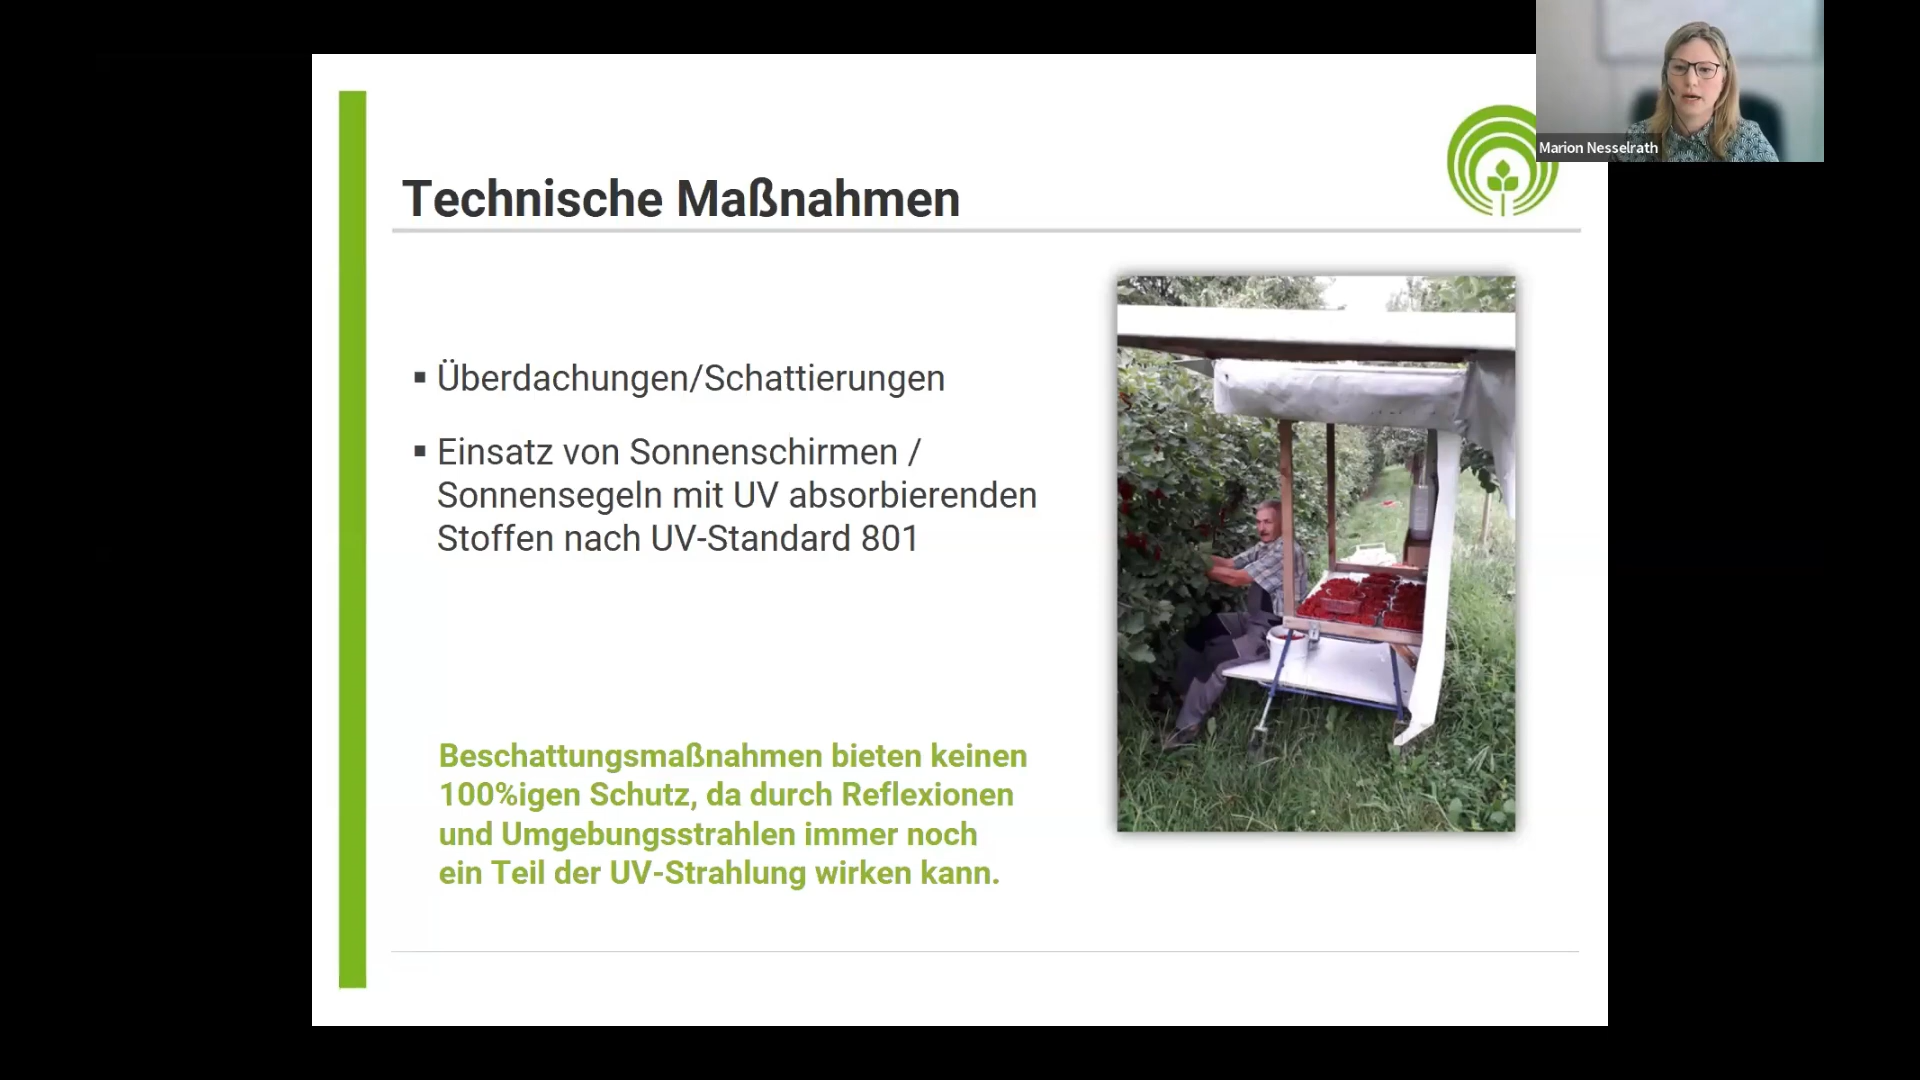 Marion Nesselrath
Technische Maßnahmen
▪ Überdachungen/Schattierungen
▪ Einsatz von Sonnenschirmen /
Sonnensegeln mit UV absorbierenden
Stoffen nach UV-Standard 801
Beschattungsmaßnahmen bieten keinen
100%igen Schutz, da durch Reflexionen
und Umgebungsstrahlen immer noch
ein Teil der UV-Strahlung wirken kann.